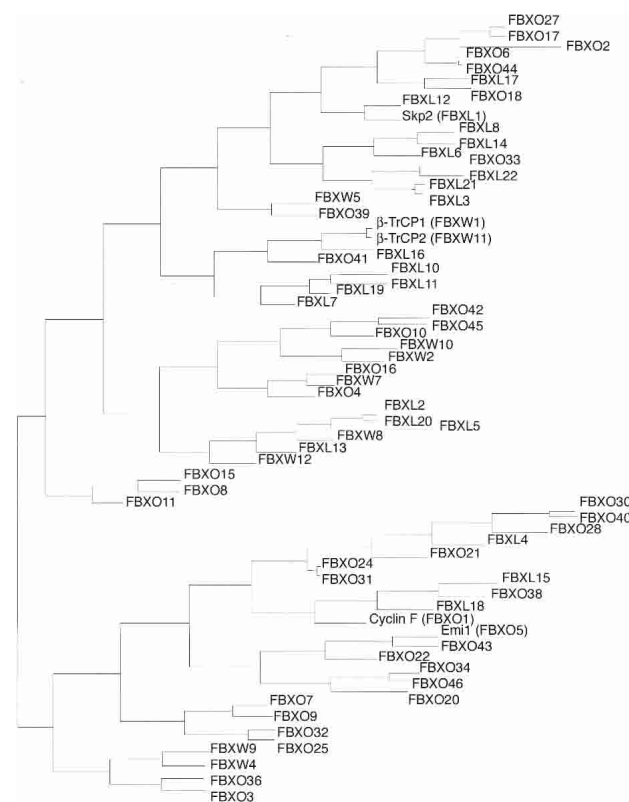 FBXO27
FBXO17
FBXO2
FBXO6
FBXO44
FBXL17
FBXO18
FBXL12
Skp2 (FBXL1)
FBXL8
FBXL14
FBXL6
FBXO33
FBXL22
FBXL21
FBXL3
FBXW5
FBXO39
β-TrCP1 (FBXW1)
β-TrCP2 (FBXW11)
FBXL16
FBXO41
FBXL10
FBXL11
FBXL19
FBXL7
FBXO42
FBXO45
FBXO10
FBXW10
FBXW2
FBXO16
FBXW7
FBXO4
FBXL2
FBXL20
FBXL5
FBXW8
FBXL13
FBXW12
FBXO15
FBXO8
FBXO11
FBXO30
FBXO40
FBXO28
FBXL4
FBXO21
FBXO24
FBXO31
FBXL15
FBXO38
FBXL18
Cyclin F (FBXO1)
Emi1 (FBXO5)
FBXO43
FBXO22
FBXO34
FBXO46
FBXO20
FBXO7
FBXO9
FBXO32
FBXO25
FBXW9
FBXW4
FBXO36
FBXO3